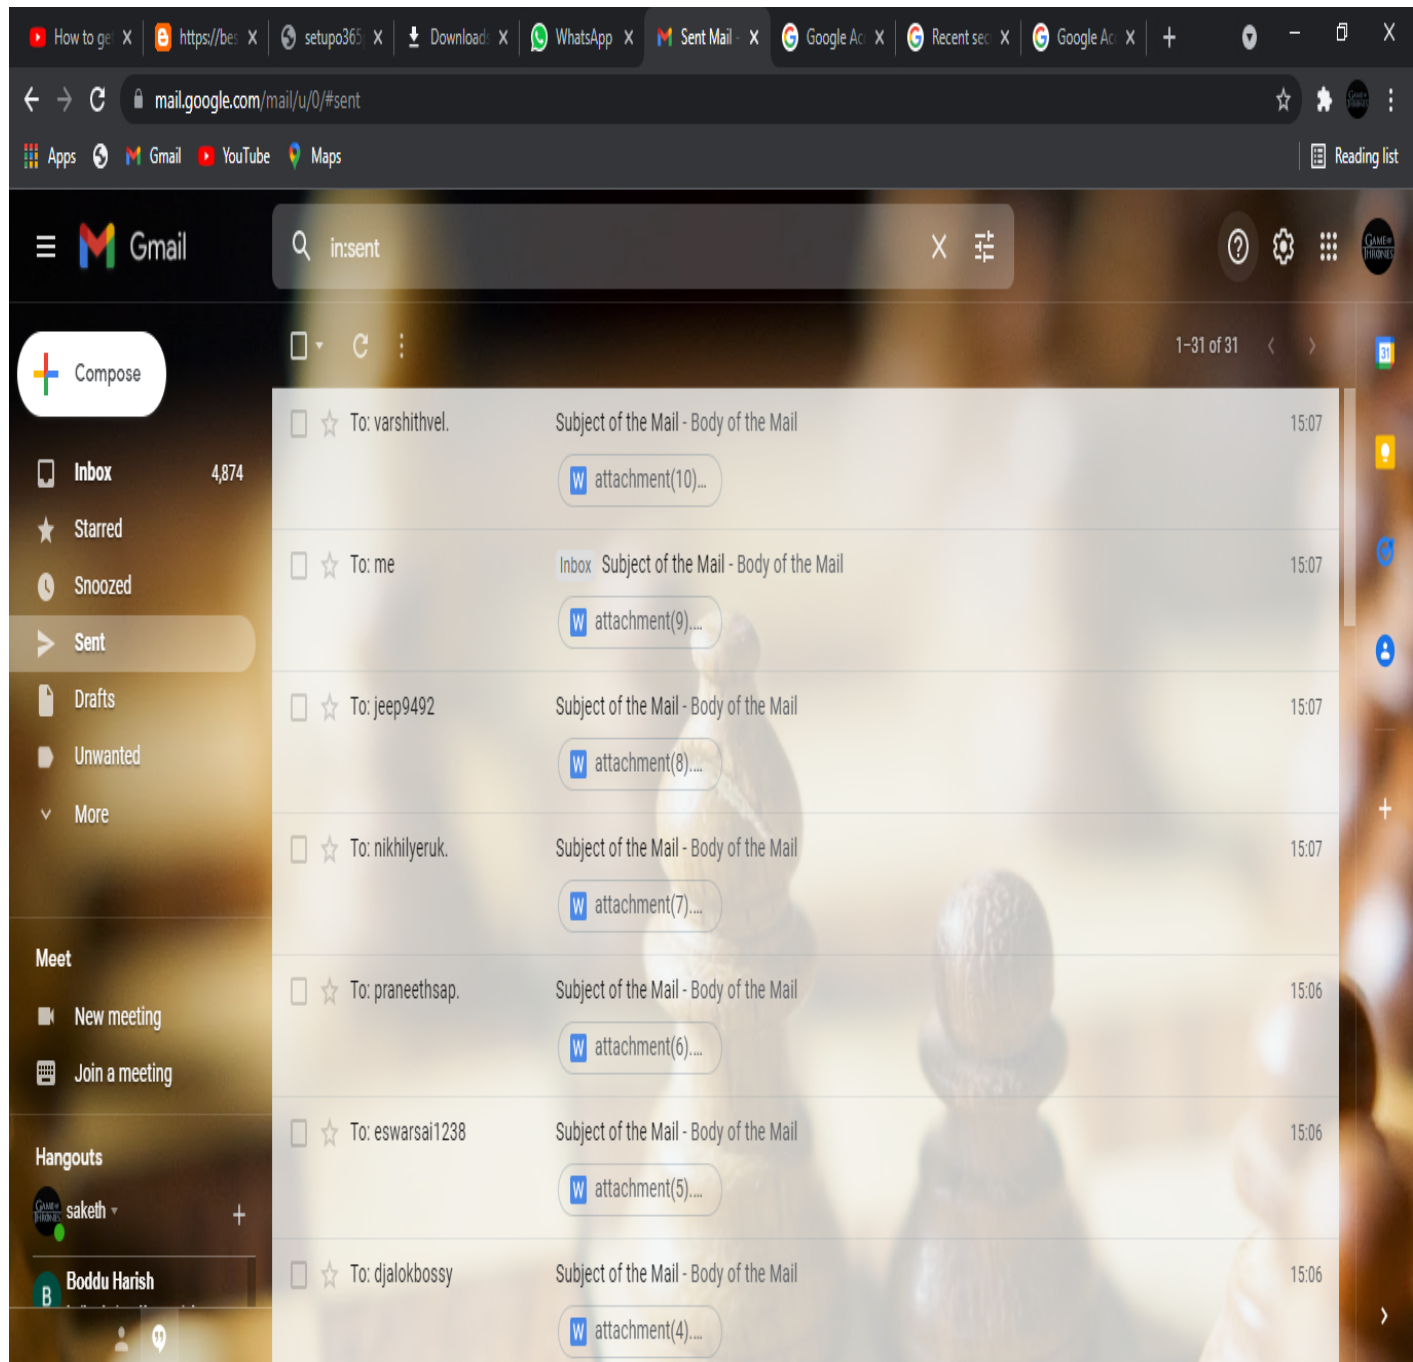 How to ge https://bes setupo365 Download WhatsApp Sent Mail - Google Acc Recent sec Google Acc
mail.google.com/mail/u/0/#sent
Apps Gmail YouTube Maps Reading list
Gmail in:sent
GAME OF THRONES
Compose 1–31 of 31
31
Inbox 4,874
Starred
Snoozed
Sent
Drafts
Unwanted
More
Meet
New meeting
Join a meeting
Hangouts
saketh
B Boddu Harish
To: varshithvel. Subject of the Mail - Body of the Mail 15:07
W attachment(10)...
To: me Inbox Subject of the Mail - Body of the Mail 15:07
W attachment(9)....
To: jeep9492 Subject of the Mail - Body of the Mail 15:07
W attachment(8)....
To: nikhilyeruk. Subject of the Mail - Body of the Mail 15:07
W attachment(7)....
To: praneethsap. Subject of the Mail - Body of the Mail 15:06
W attachment(6)....
To: eswarsai1238 Subject of the Mail - Body of the Mail 15:06
W attachment(5)....
To: djalokbossy Subject of the Mail - Body of the Mail 15:06
W attachment(4)....